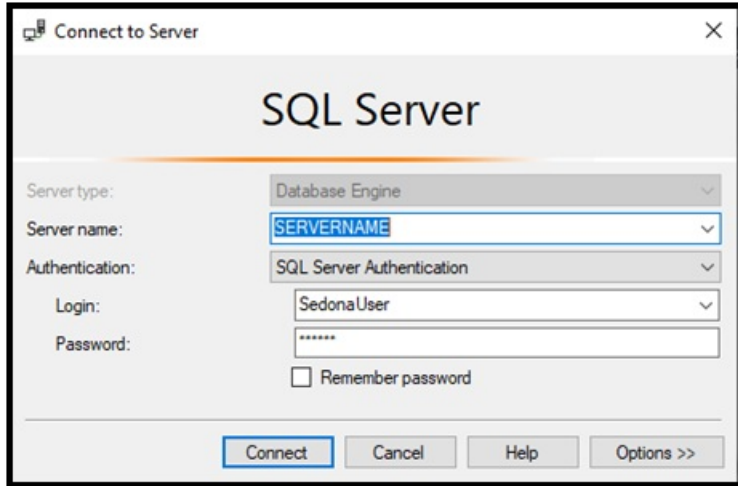 Connect to Server
SQL Server
Server type: Database Engine
Server name: SERVERNAME
Authentication: SQL Server Authentication
Login: SedonaUser
Password: ******
Remember password
Connect Cancel Help Options >>